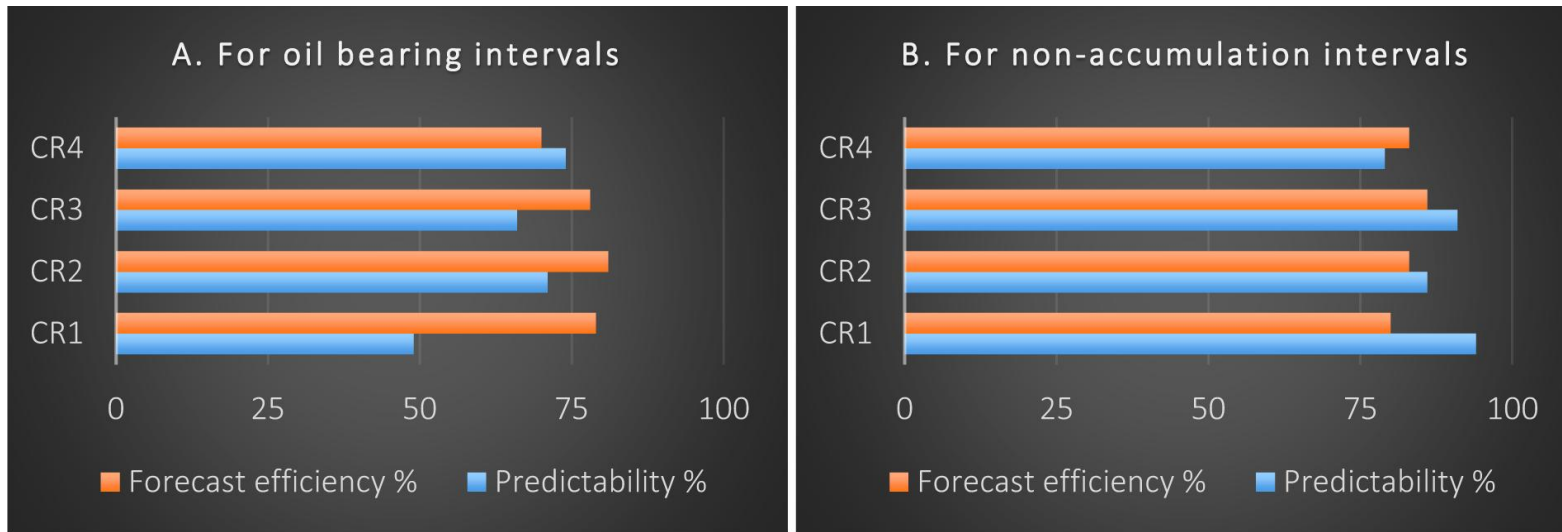 A. For oil bearing intervals
CR4
CR3
CR2
CR1
0 25 50 75 100
Forecast efficiency % Predictability %
B. For non-accumulation intervals
CR4
CR3
CR2
CR1
0 25 50 75 100
Forecast efficiency % Predictability %